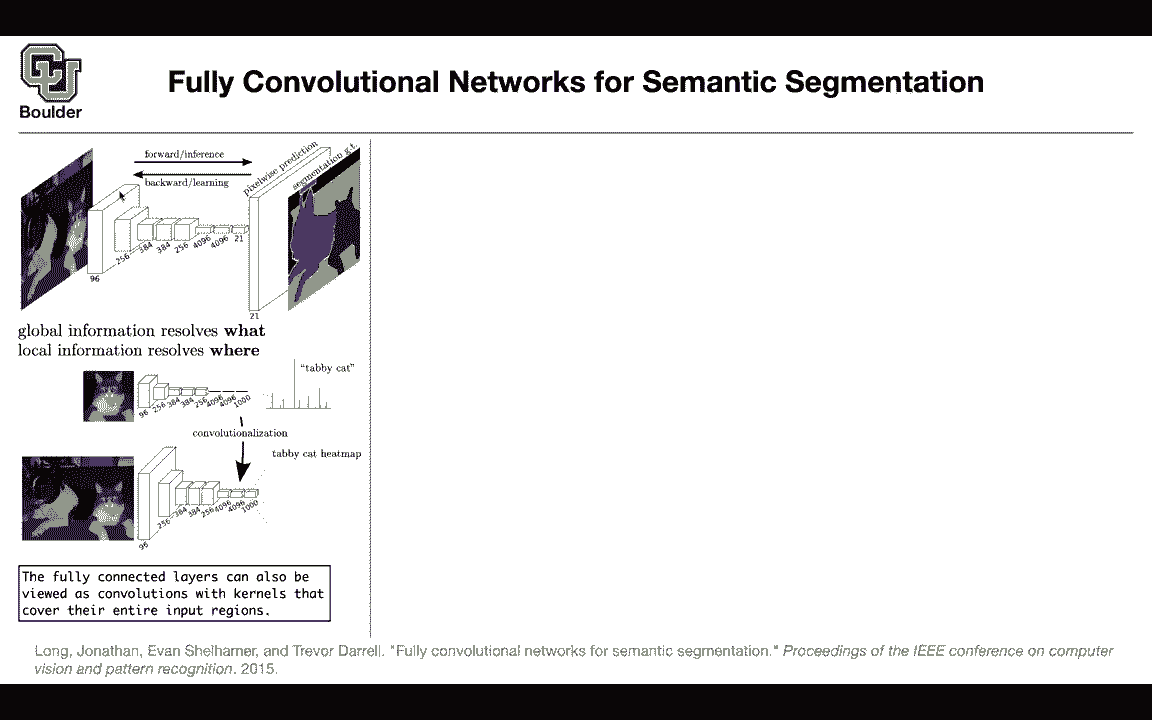 CU
Boulder
Fully Convolutional Networks for Semantic Segmentation
forward/inference
backward/learning
pixelwise prediction
segmentation g.t.
96
256
384
384
256
4096
4096
21
21
global information resolves what
local information resolves where
"tabby cat"
96
256
384
384
256
4096
4096
1000
convolutionalization
tabby cat heatmap
96
256
384
384
256
4096
4096
1000
The fully connected layers can also be
viewed as convolutions with kernels that
cover their entire input regions.
Long, Jonathan, Evan Shelhamer, and Trevor Darrell. "Fully convolutional networks for semantic segmentation." Proceedings of the IEEE conference on computer
vision and pattern recognition. 2015.